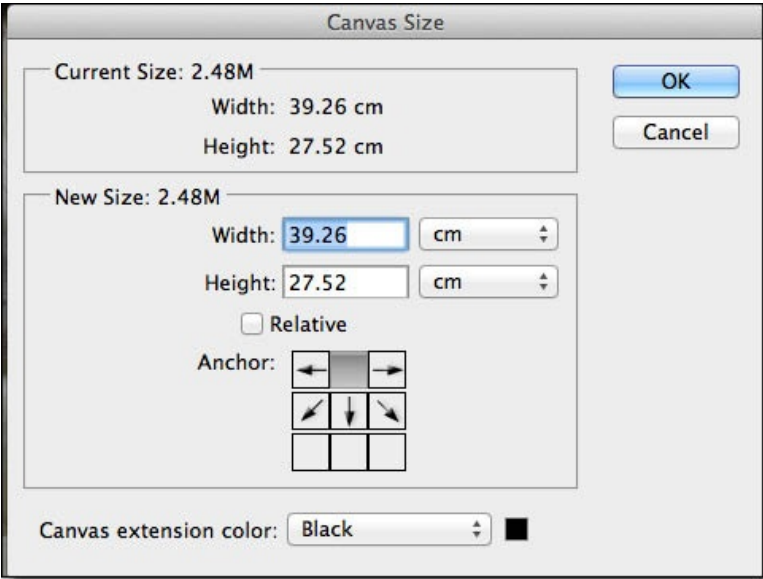 Canvas Size
Current Size: 2.48M
Width: 39.26 cm
Height: 27.52 cm
OK
Cancel
New Size: 2.48M
Width: 39.26 cm
Height: 27.52 cm
Relative
Anchor:
Canvas extension color: Black